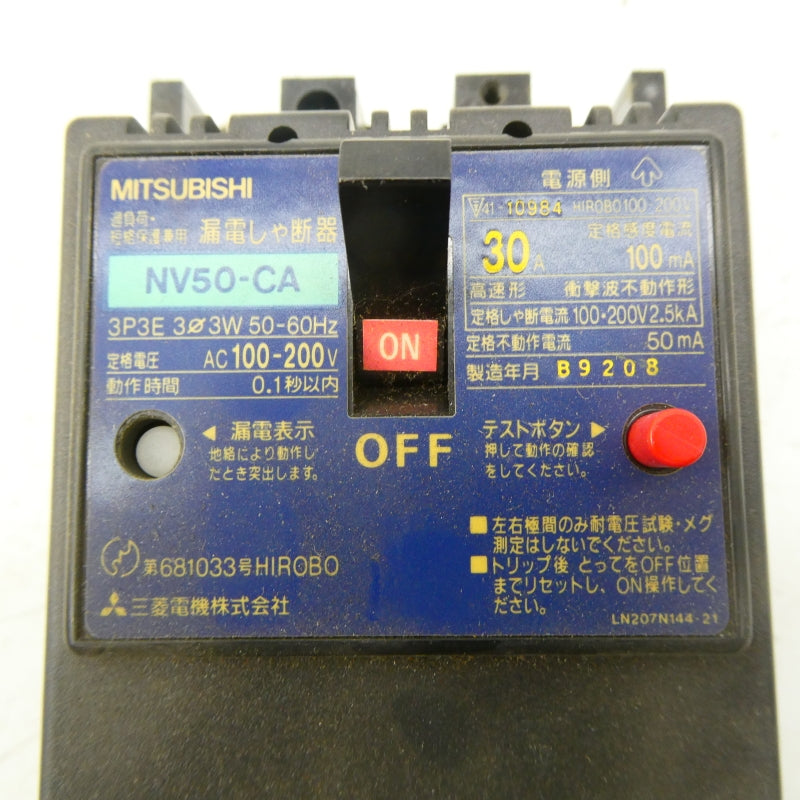 MITSUBISHI
過負荷・
短絡保護兼用 漏電しゃ断器
NV50-CA
3P3E 3ø3W 50-60Hz
定格電圧 AC100-200V
動作時間 0.1秒以内
◀ 漏電表示
地絡により動作し
たとき突出します。
第681033号HIROBO
三菱電機株式会社
ON
OFF
電源側
41-10984 HIROBO100.200V
30A
定格感度電流
100mA
高速形 衝撃波不動作形
定格しゃ断電流 100・200V2.5kA
定格不動作電流 50mA
製造年月 B9208
テストボタン ▶
押して動作の確認
をしてください。
■左右極間のみ耐電圧試験・メグ
測定はしないでください。
■トリップ後 とってをOFF位置
までリセットし、ON操作してく
ださい。
LN207N144-21